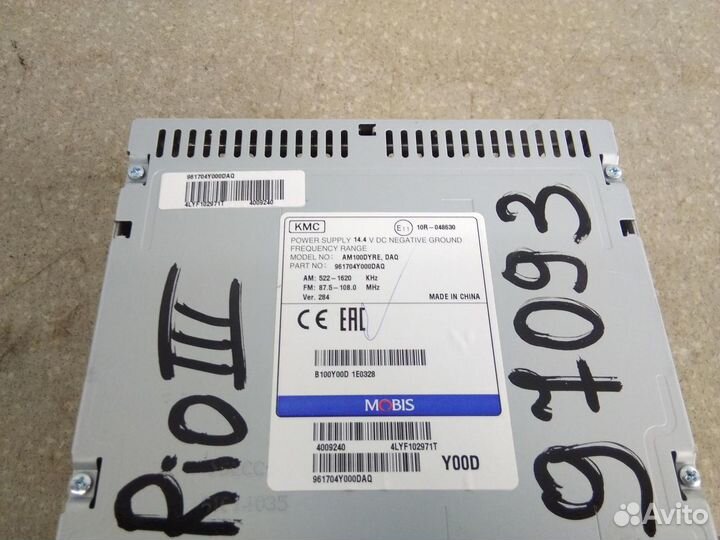 961704Y000DAQ
4LYF102971T 4009240
KMC
E11 10R-048630
POWER SUPPLY 14.4 V DC NEGATIVE GROUND
FREQUENCY RANGE
MODEL NO: AM100DYRE, DAQ
PART NO: 961704Y000DAQ
AM: 522-1620 KHz
FM: 87.5-108.0 MHz
Ver. 284 MADE IN CHINA
CE EAC
B100Y00D 1E0328
MOBIS
4009240 4LYF102971T
Y00D
961704Y000DAQ
Rio III
97093
Avito